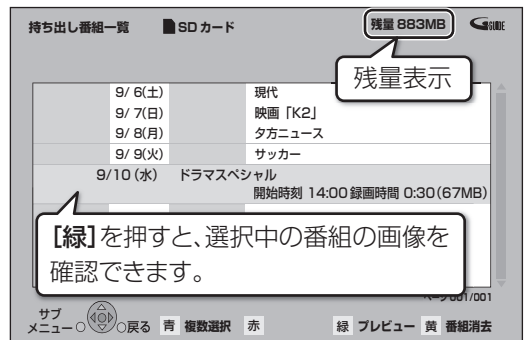 持ち出し番組一覧 SDカード 残量 883MB GGUIDE
残量表示
9/ 6(土) 現代
9/ 7(日) 映画「K2」
9/ 8(月) 夕方ニュース
9/ 9(火) サッカー
9/10(水) ドラマスペシャル
開始時刻 14:00 録画時間 0:30(67MB)
[緑]を押すと、選択中の番組の画像を
確認できます。
001/001
サブ
メニュー 戻る 青 複数選択 赤 緑 プレビュー 黄 番組消去